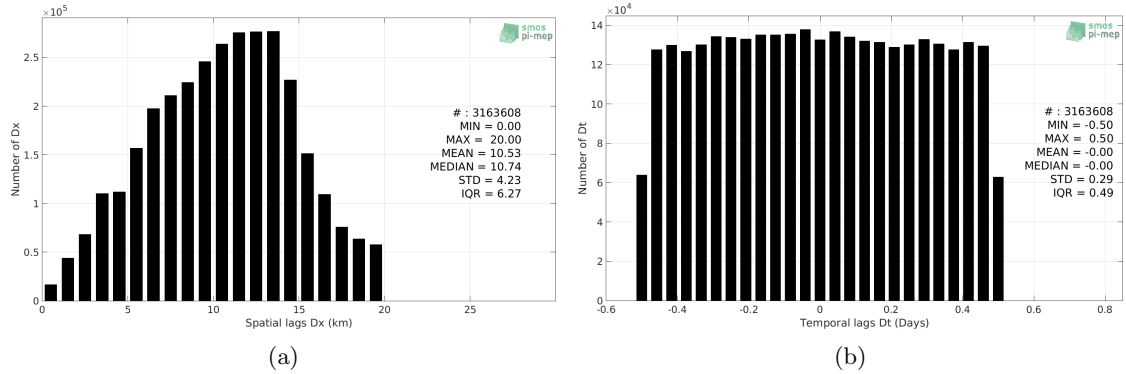 ×10⁵
2.5
2
1.5
1
0.5
0
0
5
10
15
20
25
Number of Dx
Spatial lags Dx (km)
smos
pi-mep
# : 3163608
MIN = 0.00
MAX = 20.00
MEAN = 10.53
MEDIAN = 10.74
STD = 4.23
IQR = 6.27
(a)
×10⁴
14
12
10
8
6
4
2
0
-0.6
-0.4
-0.2
0
0.2
0.4
0.6
0.8
Number of Dt
Temporal lags Dt (Days)
smos
pi-mep
# : 3163608
MIN = -0.50
MAX = 0.50
MEAN = -0.00
MEDIAN = -0.00
STD = 0.29
IQR = 0.49
(b)